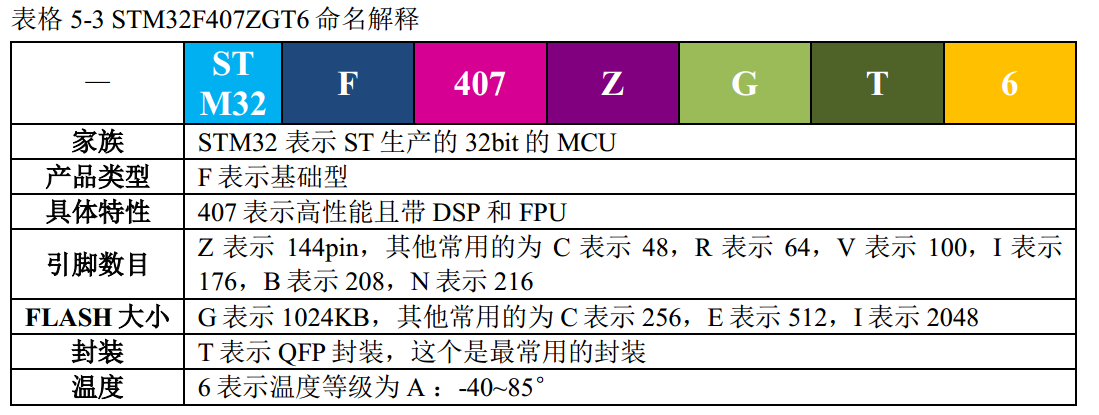 表格 5-3 STM32F407ZGT6 命名解释
— ST M32 F 407 Z G T 6
家族 STM32 表示 ST 生产的 32bit 的 MCU
产品类型 F 表示基础型
具体特性 407 表示高性能且带 DSP 和 FPU
引脚数目 Z 表示 144pin，其他常用的为 C 表示 48，R 表示 64，V 表示 100，I 表示
176，B 表示 208，N 表示 216
FLASH 大小 G 表示 1024KB，其他常用的为 C 表示 256，E 表示 512，I 表示 2048
封装 T 表示 QFP 封装，这个是最常用的封装
温度 6 表示温度等级为 A ：-40~85°